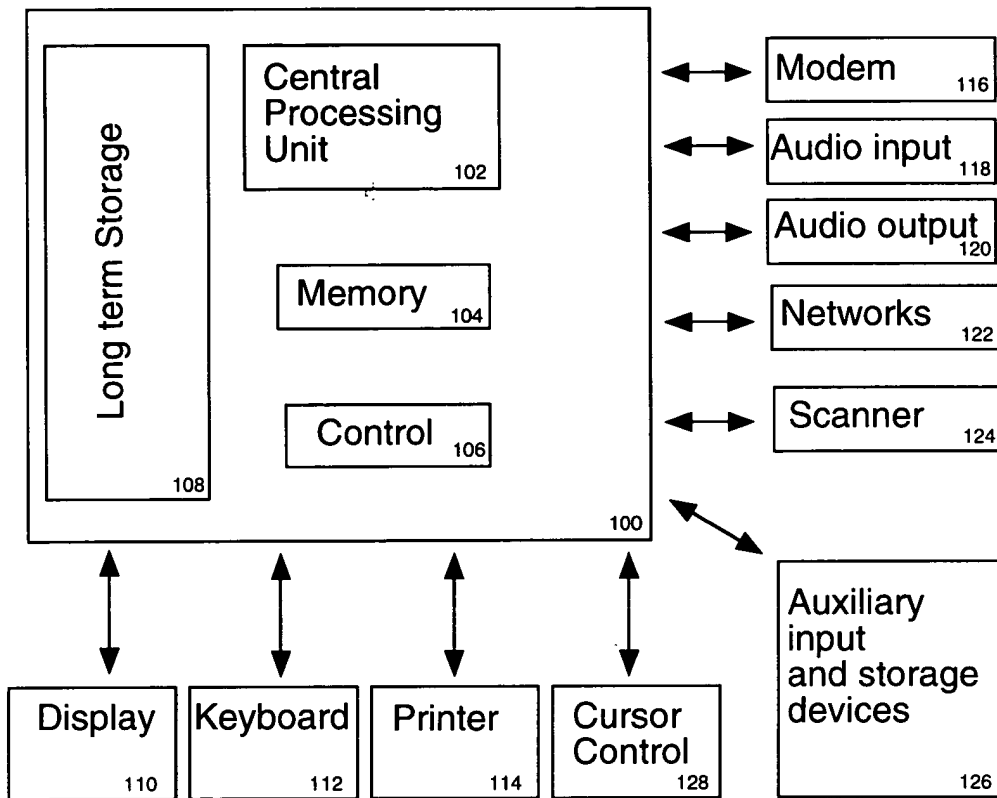 Long term Storage
108
Central
Processing
Unit
102
Memory
104
Control
106
100
Modem
116
Audio input
118
Audio output
120
Networks
122
Scanner
124
Auxiliary
input
and storage
devices
126
Display
110
Keyboard
112
Printer
114
Cursor
Control
128